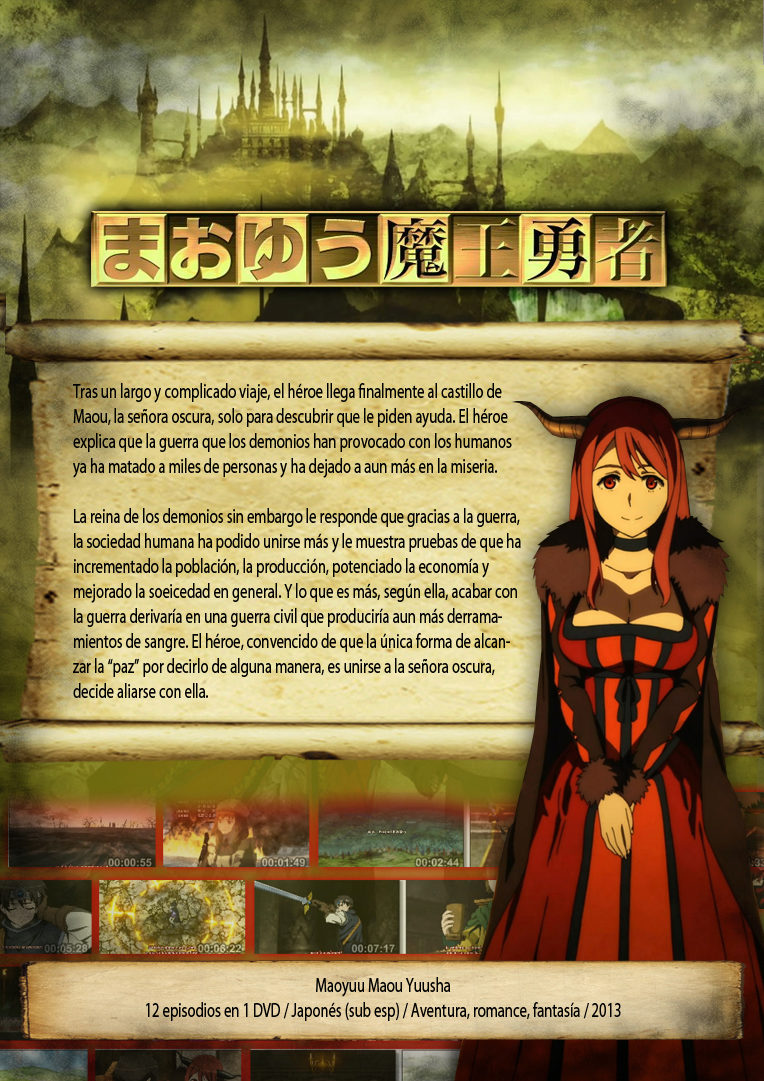 まおゆう魔王勇者
Tras un largo y complicado viaje, el héroe llega finalmente al castillo de
Maou, la señora oscura, solo para descubrir que le piden ayuda. El héroe
explica que la guerra que los demonios han provocado con los humanos
ya ha matado a miles de personas y ha dejado a aun más en la miseria.
La reina de los demonios sin embargo le responde que gracias a la guerra,
la sociedad humana ha podido unirse más y le muestra pruebas de que ha
incrementado la población, la producción, potenciado la economía y
mejorado la soeicedad en general. Y lo que es más, según ella, acabar con
la guerra derivaría en una guerra civil que produciría aun más derrama-
mientos de sangre. El héroe, convencido de que la única forma de alcan-
zar la “paz” por decirlo de alguna manera, es unirse a la señora oscura,
decide aliarse con ella.
00:00:55
00:01:49
00:02:44
00:05:28
00:06:22
00:07:17
Maoyuu Maou Yuusha
12 episodios en 1 DVD / Japonés (sub esp) / Aventura, romance, fantasía / 2013